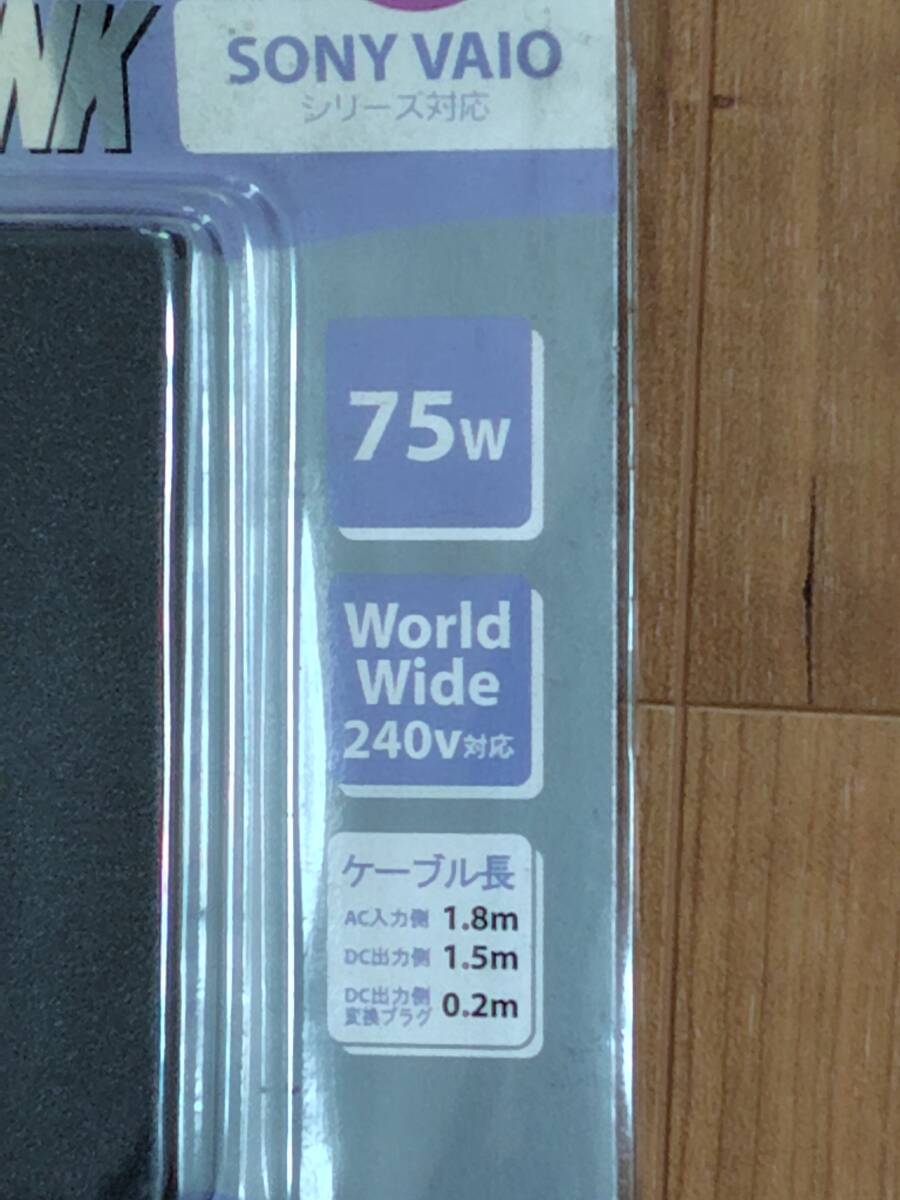 NK
SONY VAIO
シリーズ対応
75W
World
Wide
240v対応
ケーブル長
AC入力側 1.8m
DC出力側 1.5m
DC出力側
変換プラグ 0.2m